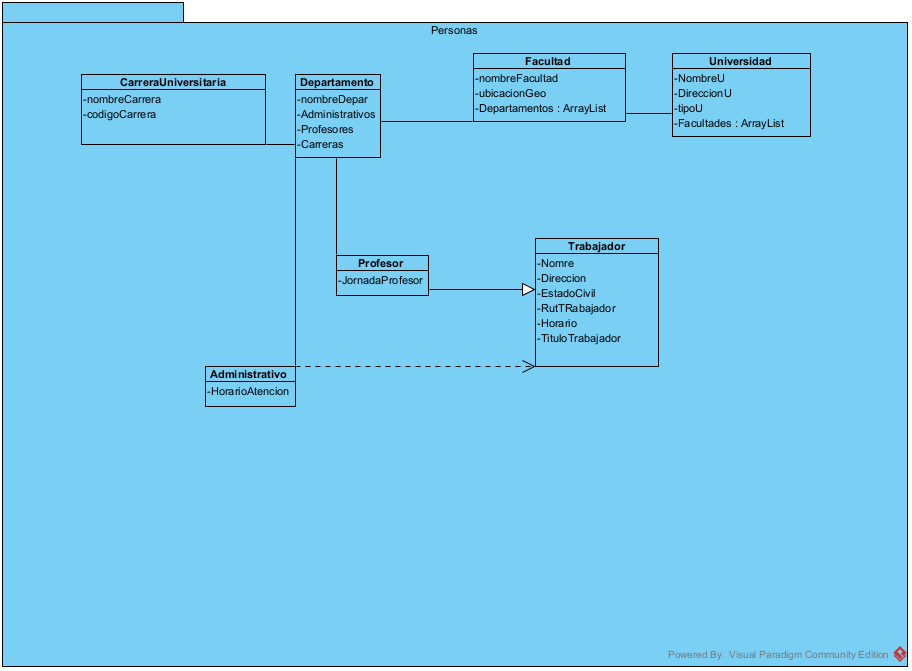 Personas
CarreraUniversitaria
-nombreCarrera
-codigoCarrera
Departamento
-nombreDepar
-Administrativos
-Profesores
-Carreras
Facultad
-nombreFacultad
-ubicacionGeo
-Departamentos : ArrayList
Universidad
-NombreU
-DireccionU
-tipoU
-Facultades : ArrayList
Profesor
-JornadaProfesor
Trabajador
-Nomre
-Direccion
-EstadoCivil
-RutTRabajador
-Horario
-TituloTrabajador
Administrativo
-HorarioAtencion
Powered By Visual Paradigm Community Edition